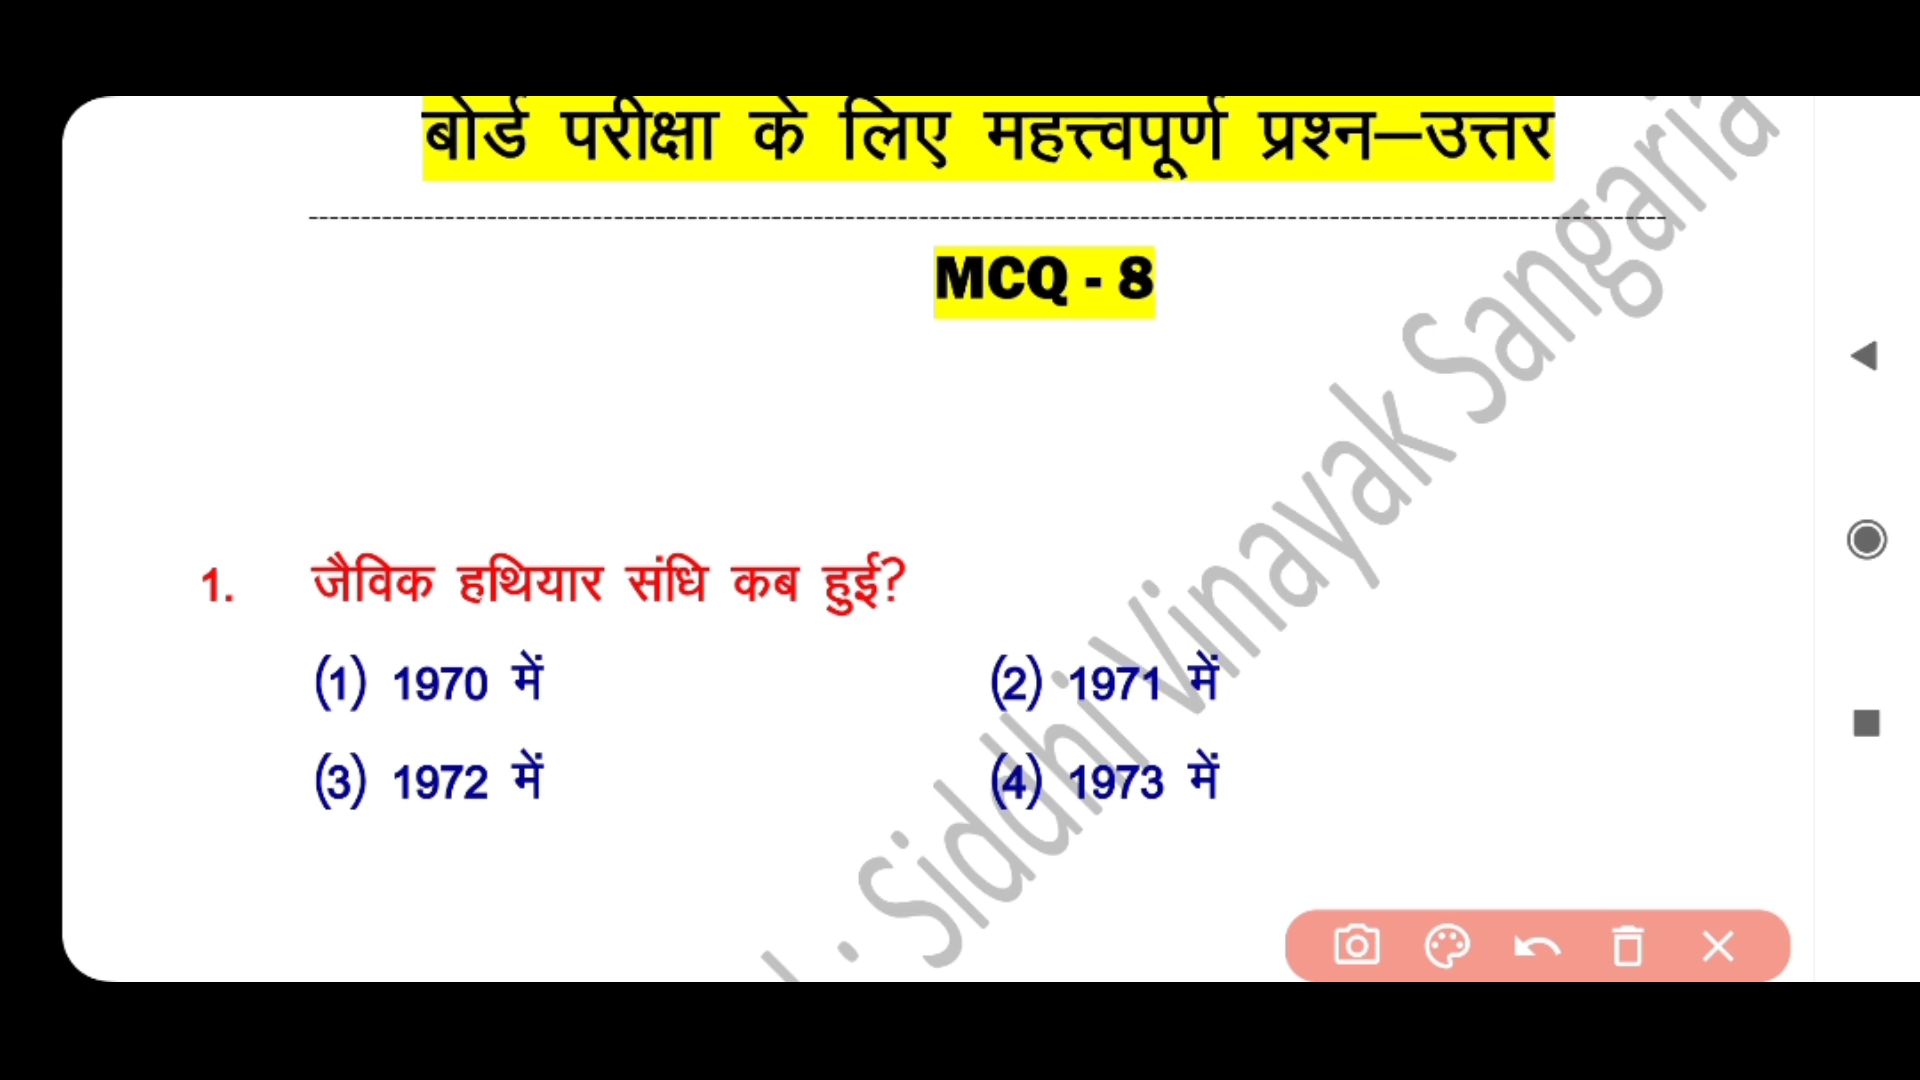 बोर्ड परीक्षा के लिए महत्त्वपूर्ण प्रश्न–उत्तर
MCQ - 8
1. जैविक हथियार संधि कब हुई?
(1) 1970 में (2) 1971 में
(3) 1972 में (4) 1973 में
Siddhi Vinayak Sangaria